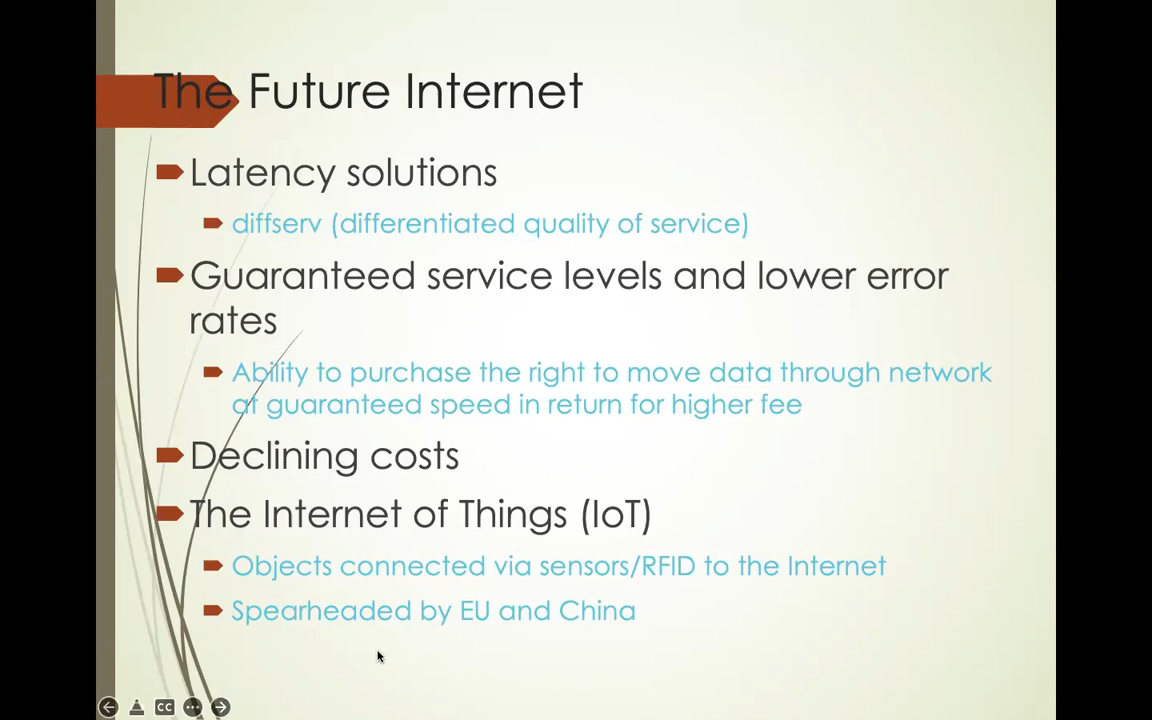 The Future Internet
Latency solutions
diffserv (differentiated quality of service)
Guaranteed service levels and lower error
rates
Ability to purchase the right to move data through network
at guaranteed speed in return for higher fee
Declining costs
The Internet of Things (IoT)
Objects connected via sensors/RFID to the Internet
Spearheaded by EU and China
CC